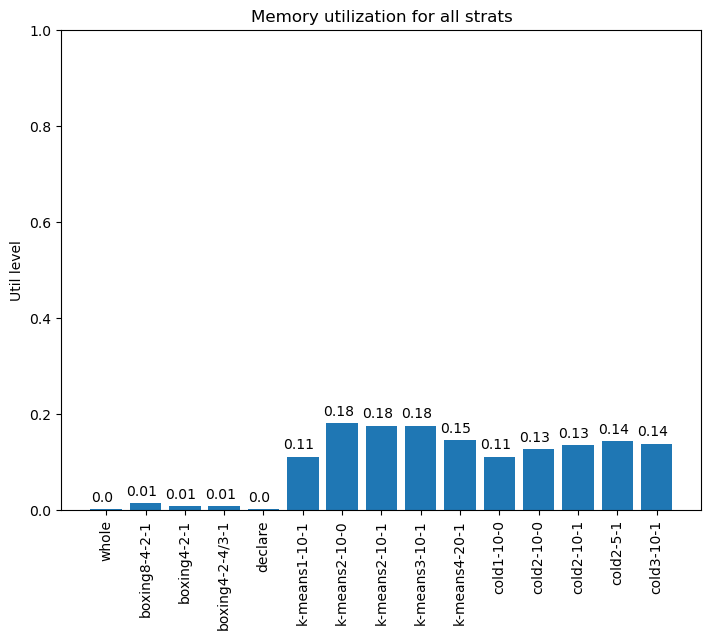 Memory utilization for all strats
Util level
1.0
0.8
0.6
0.4
0.2
0.0
0.0
0.01
0.01
0.01
0.0
0.11
0.18
0.18
0.18
0.15
0.11
0.13
0.13
0.14
0.14
whole
boxing8-4-2-1
boxing4-2-1
boxing4-2-4/3-1
declare
k-means1-10-1
k-means2-10-0
k-means2-10-1
k-means3-10-1
k-means4-20-1
cold1-10-0
cold2-10-0
cold2-10-1
cold2-5-1
cold3-10-1